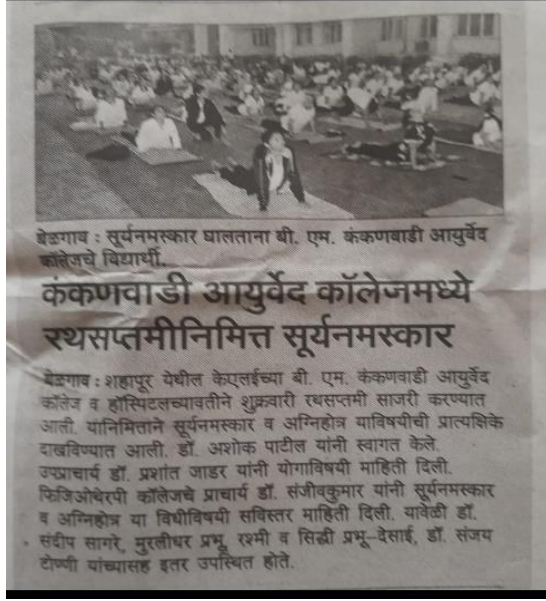 बेळगाव : सूर्यनमस्कार घालताना बी. एम. कंकणवाडी आयुर्वेद
कॉलेजचे विद्यार्थी.
कंकणवाडी आयुर्वेद कॉलेजमध्ये
रथसप्तमीनिमित्त सूर्यनमस्कार
बेळगाव : शहापूर येथील केएलईच्या बी. एम. कंकणवाडी आयुर्वेद
कॉलेज व हॉस्पिटलच्यावतीने शुक्रवारी रथसप्तमी साजरी करण्यात
आली. यानिमित्ताने सूर्यनमस्कार व अग्निहोत्र याविषयीची प्रात्यक्षिके
दाखविण्यात आली. डॉ. अशोक पाटील यांनी स्वागत केले.
उपप्राचार्य डॉ. प्रशांत जाडर यांनी योगाविषयी माहिती दिली.
फिजिओथेरपी कॉलेजचे प्राचार्य डॉ. संजीवकुमार यांनी सूर्यनमस्कार
व अग्निहोत्र या विधीविषयी सविस्तर माहिती दिली. यावेळी डॉ.
संदीप सागरे, मुरलीधर प्रभू, रश्मी व सिद्धी प्रभू-देसाई, डॉ. संजय
टोण्णी यांच्यासह इतर उपस्थित होते.